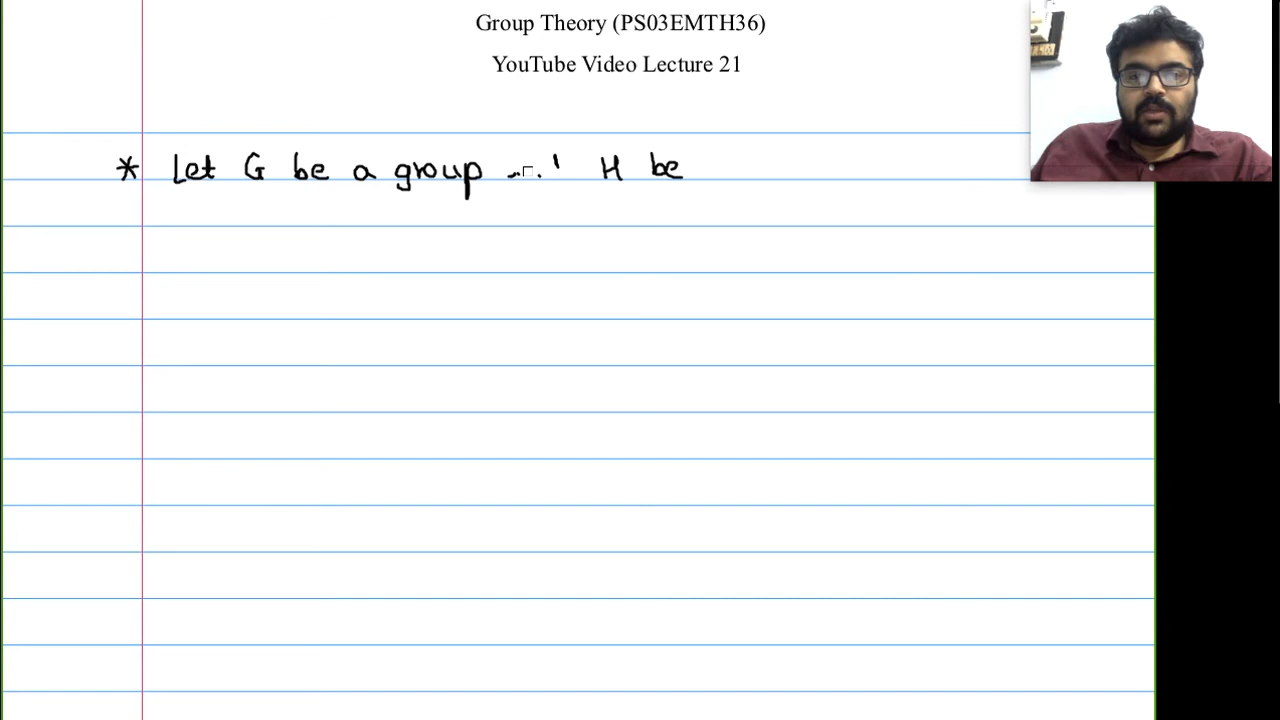 Group Theory (PS03EMTH36)
YouTube Video Lecture 21
* Let G be a group H be